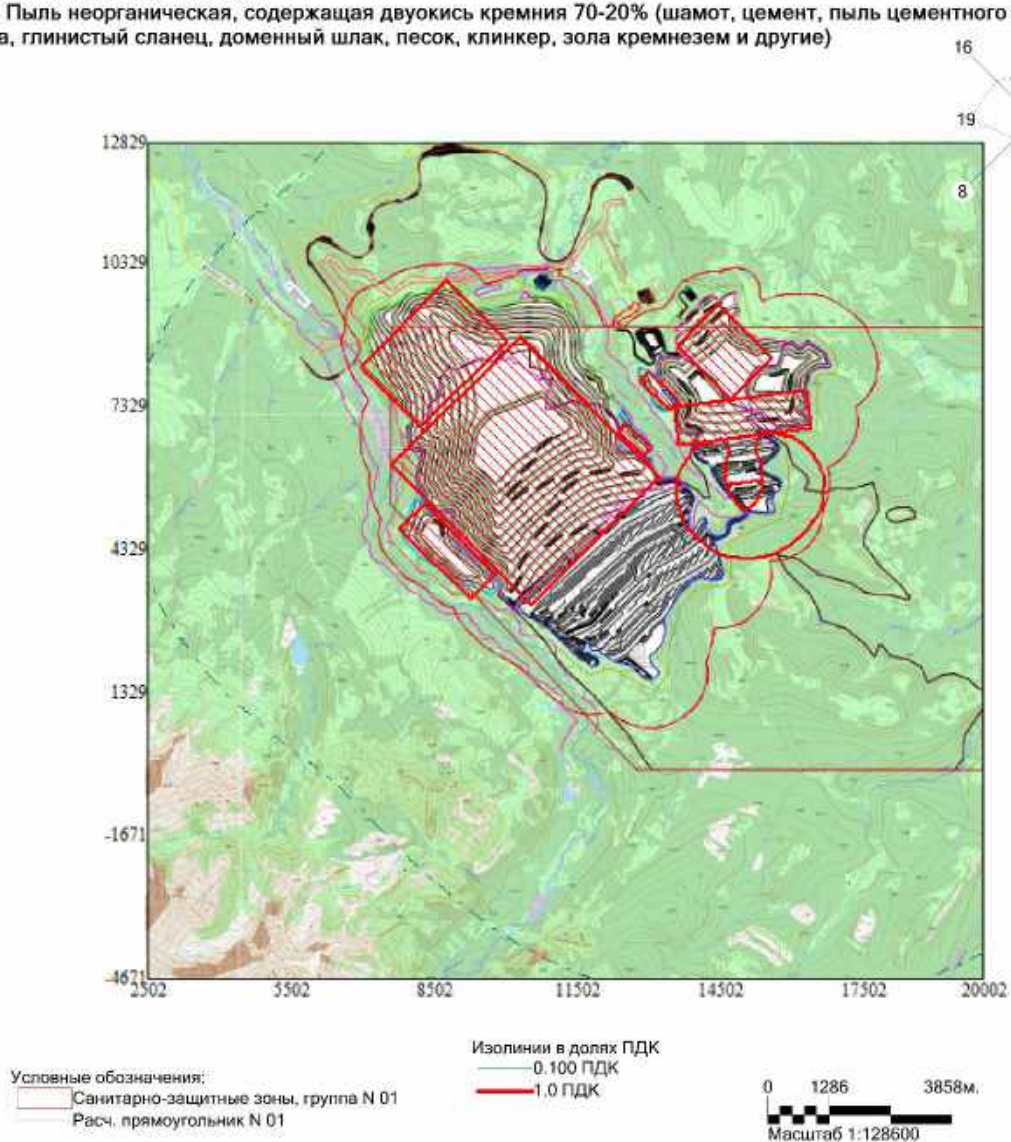 Пыль неорганическая, содержащая двуокись кремния 70-20% (шамот, цемент, пыль цементного
а, глинистый сланец, доменный шлак, песок, клинкер, зола кремнезем и другие)
16
19
8
12829
10329
7329
4329
1329
-1671
-4671
2502
5502
8502
11502
14502
17502
20002
Изолинии в долях ПДК
0.100 ПДК
1.0 ПДК
Условные обозначения:
Санитарно-защитные зоны, группа N 01
Расч. прямоугольник N 01
0 1286 3858м.
Масштаб 1:128600